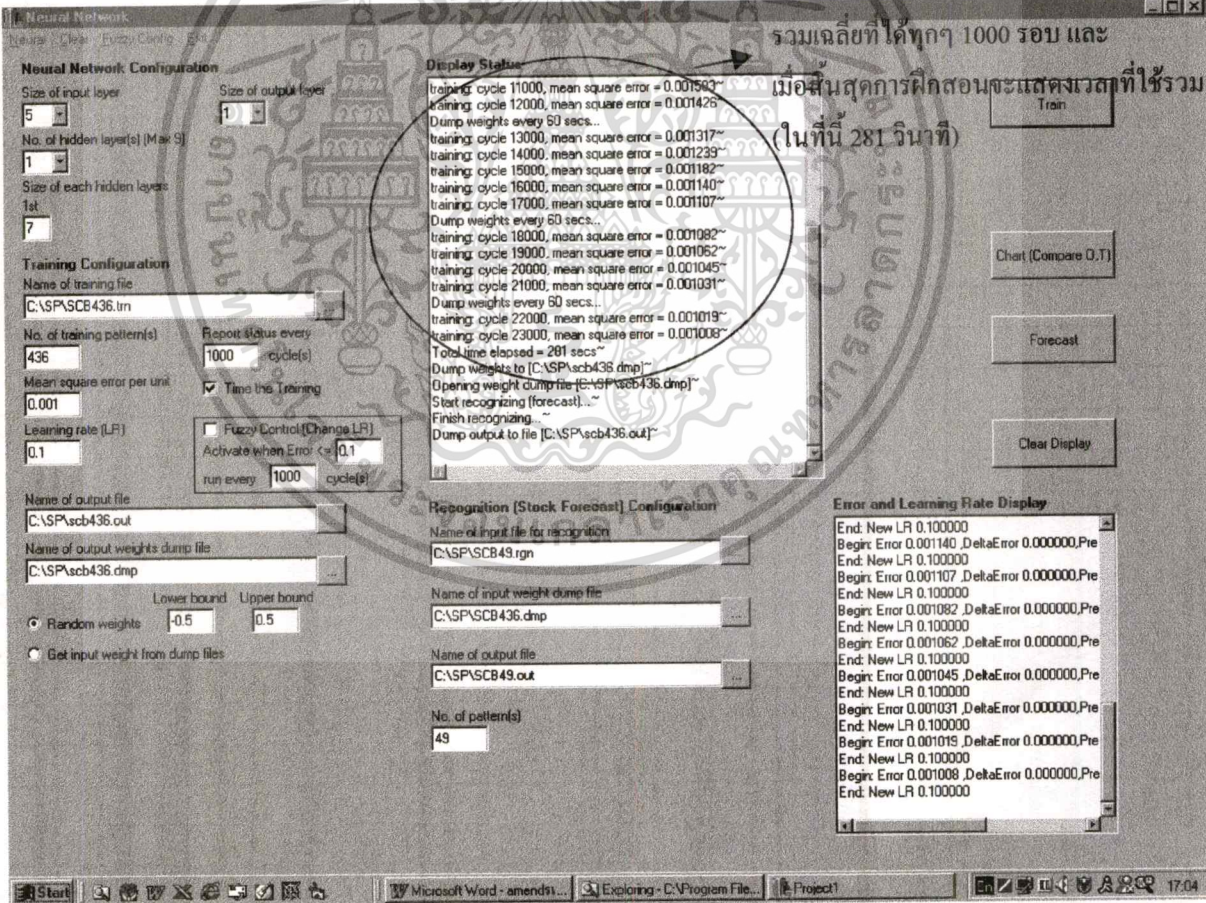 Neural Network
Neural Clear Fuzzy Config Exit
Neural Network Configuration
Size of input layer
Size of output layer
5
1
No. of hidden layer(s) (Max 9)
1
Size of each hidden layers
1st
7
Training Configuration
Name of training file
C:\SP\SCB436.trn
...
No. of training pattern(s)
Report status every
436
1000 cycle(s)
Mean square error per unit
0.001
Time the Training
Learning rate (LR)
0.1
Fuzzy Control (Change LR)
Activate when Error <= 0.1
run every 1000 cycle(s)
Name of output file
C:\SP\scb436.out
...
Name of output weights dump file
C:\SP\scb436.dmp
...
Lower bound Upper bound
Random weights -0.5 0.5
Get input weight from dump files
Display Status
training: cycle 11000, mean square error = 0.001583~
training: cycle 12000, mean square error = 0.001426~
Dump weights every 60 secs...
training: cycle 13000, mean square error = 0.001317~
training: cycle 14000, mean square error = 0.001239~
training: cycle 15000, mean square error = 0.001182~
training: cycle 16000, mean square error = 0.001140~
training: cycle 17000, mean square error = 0.001107~
Dump weights every 60 secs...
training: cycle 18000, mean square error = 0.001082~
training: cycle 19000, mean square error = 0.001062~
training: cycle 20000, mean square error = 0.001045~
training: cycle 21000, mean square error = 0.001031~
Dump weights every 60 secs...
training: cycle 22000, mean square error = 0.001019~
training: cycle 23000, mean square error = 0.001008~
Total time elapsed = 281 secs~
Dump weights to [C:\SP\scb436.dmp]~
Opening weight dump file [C:\SP\scb436.dmp]~
Start recognizing (forecast)...~
Finish recognizing...~
Dump output to file [C:\SP\scb436.out]~
รวมเฉลี่ยที่ได้ทุกๆ 1000 รอบ และ
เมื่อสิ้นสุดการฝึกสอนจะแสดงเวลาที่ใช้รวม
(ในที่นี้ 281 วินาที)
Train
Chart (Compare O,T)
Forecast
Clear Display
Recognition (Stock Forecast) Configuration
Name of input file for recognition
C:\SP\SCB49.rgn
Name of input weight dump file
C:\SP\SCB436.dmp
...
Name of output file
C:\SP\SCB49.out
...
No. of pattern(s)
49
Error and Learning Rate Display
End: New LR 0.100000
Begin: Error 0.001140 ,DeltaError 0.000000,Pre
End: New LR 0.100000
Begin: Error 0.001107 ,DeltaError 0.000000,Pre
End: New LR 0.100000
Begin: Error 0.001082 ,DeltaError 0.000000,Pre
End: New LR 0.100000
Begin: Error 0.001062 ,DeltaError 0.000000,Pre
End: New LR 0.100000
Begin: Error 0.001045 ,DeltaError 0.000000,Pre
End: New LR 0.100000
Begin: Error 0.001031 ,DeltaError 0.000000,Pre
End: New LR 0.100000
Begin: Error 0.001019 ,DeltaError 0.000000,Pre
End: New LR 0.100000
Begin: Error 0.001008 ,DeltaError 0.000000,Pre
End: New LR 0.100000
Start
Microsoft Word - amends...
Exploring - C:\Program File...
Project1
En
17:04